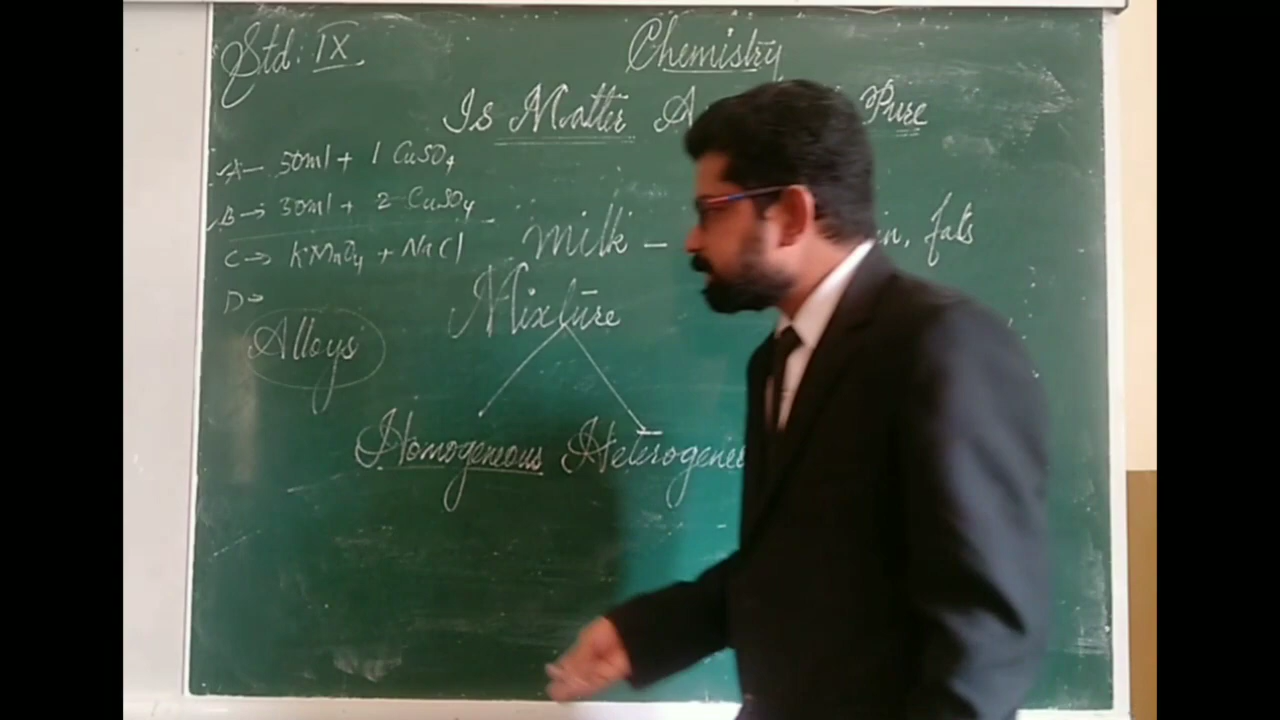 Std: IX
Chemistry
Is Matter A Pure
A- 50ml + 1 CuSO4
B→ 30ml + 2 CuSO4
C→ KMnO4 + NaCl
D→
milk - in, fats
Mixture
Alloys
Homogeneous Heterogene